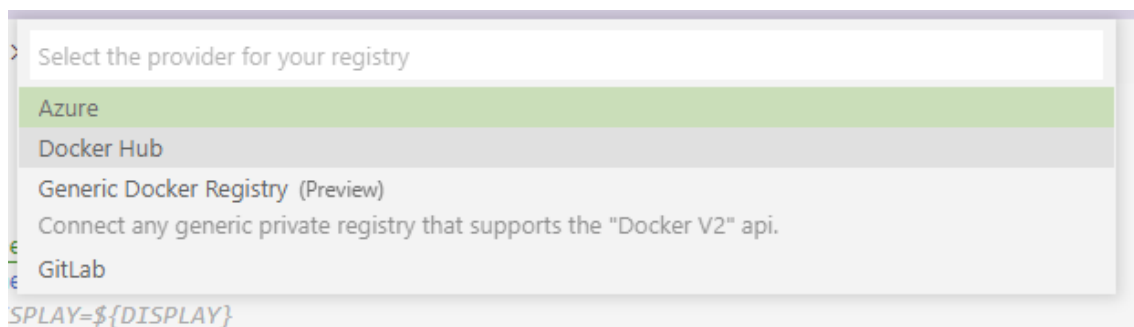 Select the provider for your registry
Azure
Docker Hub
Generic Docker Registry (Preview)
Connect any generic private registry that supports the "Docker V2" api.
GitLab
SPLAY=${DISPLAY}